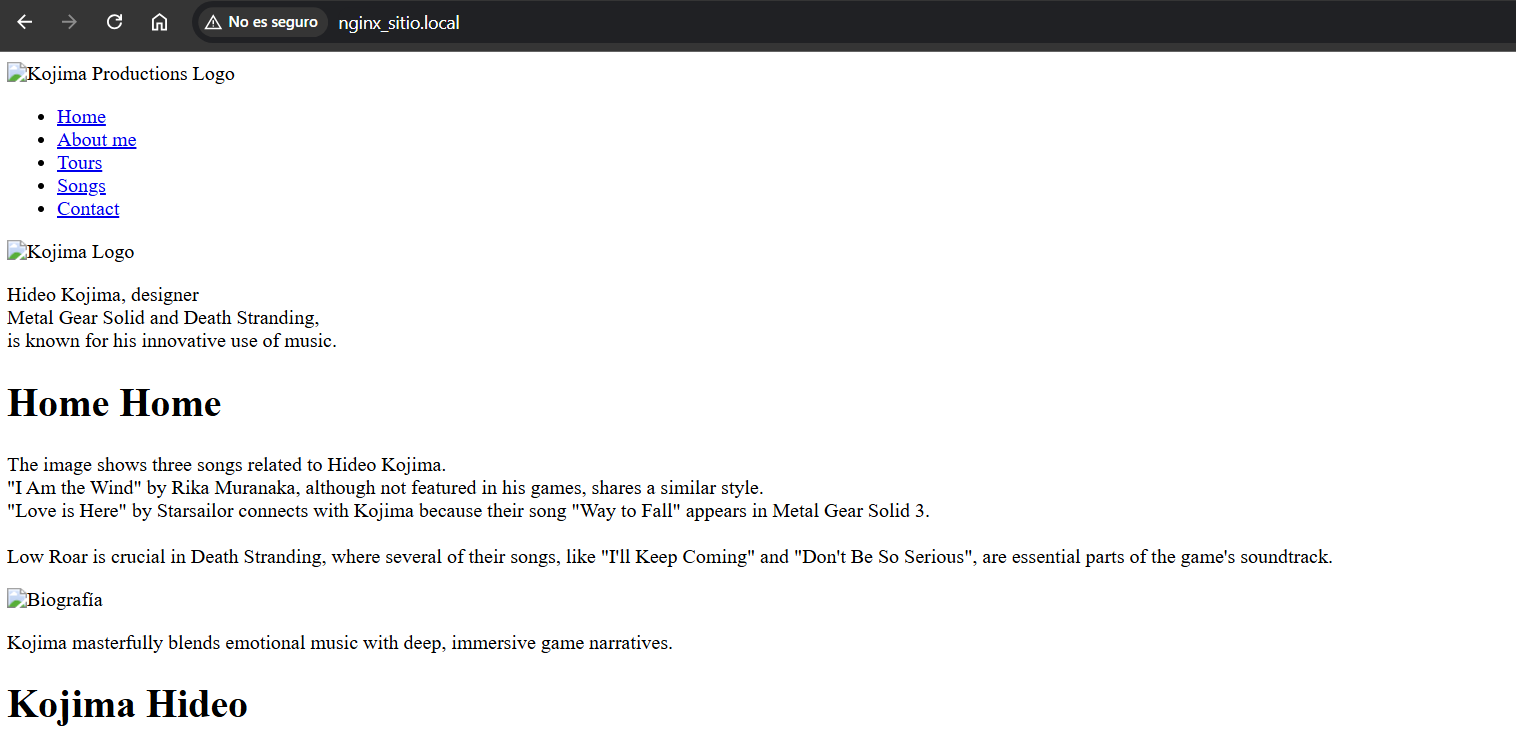 No es seguro
nginx_sitio.local
Kojima Productions Logo
Home
About me
Tours
Songs
Contact
Kojima Logo
Hideo Kojima, designer
Metal Gear Solid and Death Stranding,
is known for his innovative use of music.
Home Home
The image shows three songs related to Hideo Kojima.
"I Am the Wind" by Rika Muranaka, although not featured in his games, shares a similar style.
"Love is Here" by Starsailor connects with Kojima because their song "Way to Fall" appears in Metal Gear Solid 3.
Low Roar is crucial in Death Stranding, where several of their songs, like "I'll Keep Coming" and "Don't Be So Serious", are essential parts of the game's soundtrack.
Biografía
Kojima masterfully blends emotional music with deep, immersive game narratives.
Kojima Hideo